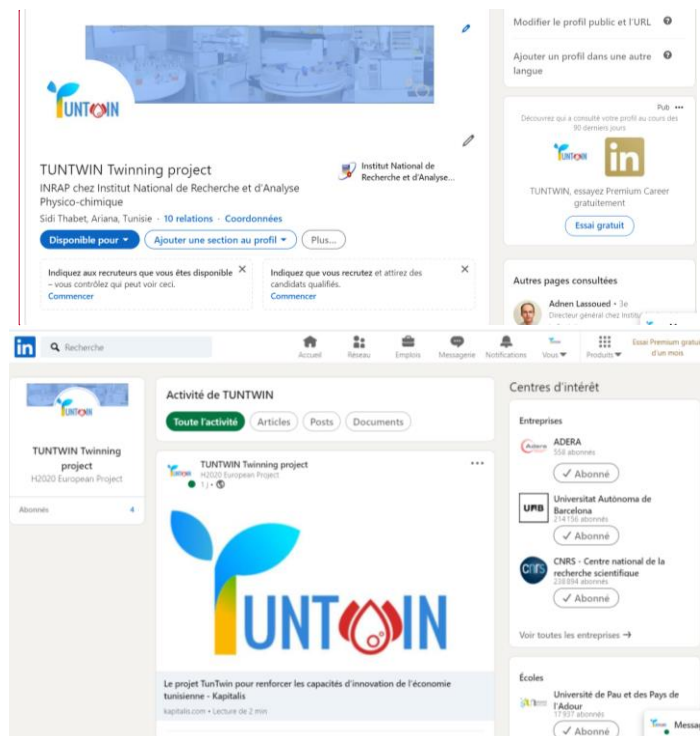 Modifier le profil public et l'URL
Ajouter un profil dans une autre
langue
TUNTWIN
Pub
Découvrez qui a consulté votre profil au cours des
90 derniers jours
TUNTWIN
in
TUNTWIN, essayez Premium Career
gratuitement
Essai gratuit
TUNTWIN Twinning project
Institut National de
Recherche et d'Analyse...
INRAP chez Institut National de Recherche et d'Analyse
Physico-chimique
Sidi Thabet, Ariana, Tunisie · 10 relations · Coordonnées
Disponible pour
Ajouter une section au profil
Plus...
Indiquez aux recruteurs que vous êtes disponible
– vous contrôlez qui peut voir ceci.
Commencer
Indiquez que vous recrutez et attirez des
candidats qualifiés.
Commencer
Autres pages consultées
Adnen Lassoued · 3e
Directeur général chez
in
Recherche
Accueil
Réseau
Emplois
Messagerie
Notifications
Vous
Produits
Essai Premium
d'un mois
TUNTWIN
TUNTWIN Twinning
project
H2020 European Project
Abonnés 4
Activité de TUNTWIN
Toute l'activité
Articles
Posts
Documents
TUNTWIN Twinning project
H2020 European Project
1 j ·
TUNTWIN
Le projet TunTwin pour renforcer les capacités d'innovation de l'économie
tunisienne - Kapitalis
kapitalis.com • Lecture de 2 min
Centres d'intérêt
Entreprises
Adera
ADERA
558 abonnés
Abonné
UAB
Universitat Autònoma de
Barcelona
214 156 abonnés
Abonné
cnrs
CNRS - Centre national de la
recherche scientifique
238 894 abonnés
Abonné
Voir toutes les entreprises →
Écoles
Université de Pau et des Pays de
l'Adour
17 937 abonnés
Abonné